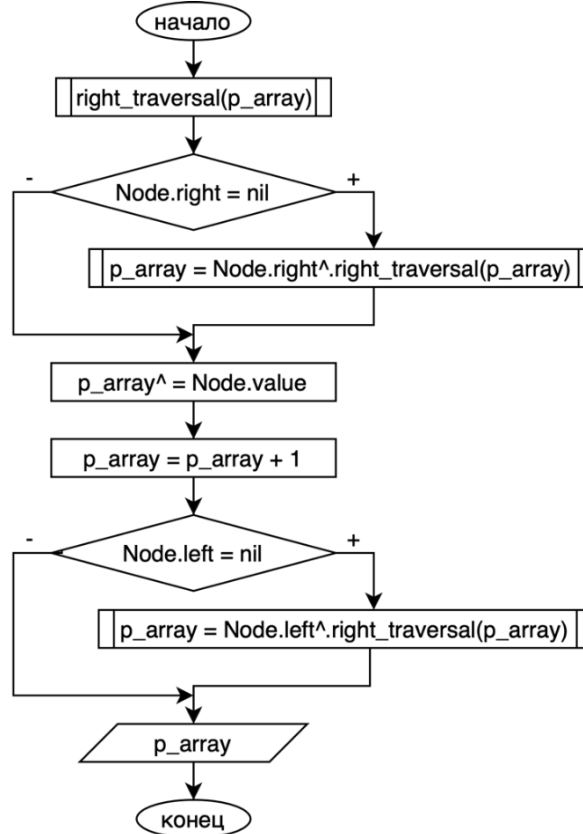 начало
right_traversal(p_array)
-
+
Node.right = nil
p_array = Node.right^.right_traversal(p_array)
p_array^ = Node.value
p_array = p_array + 1
-
+
Node.left = nil
p_array = Node.left^.right_traversal(p_array)
p_array
конец